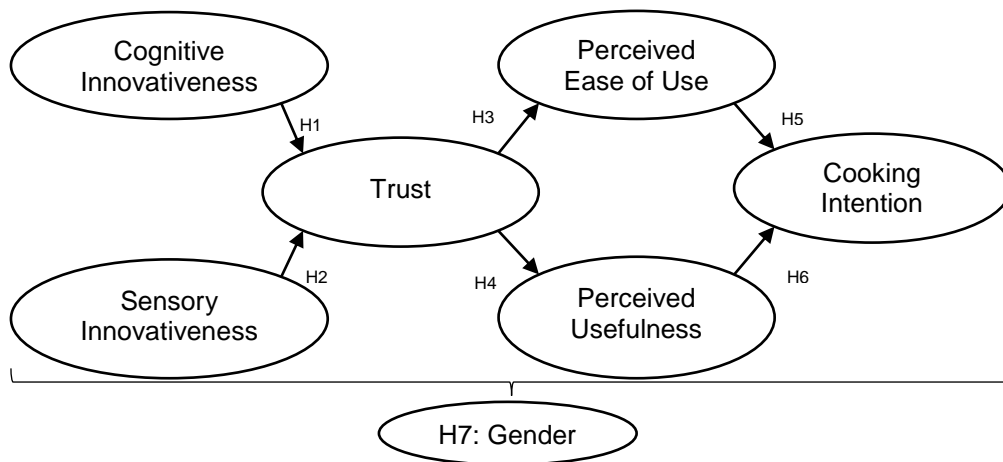 Cognitive
Innovativeness
Perceived
Ease of Use
H1
H3
H5
Trust
Cooking
Intention
H2
H4
H6
Sensory
Innovativeness
Perceived
Usefulness
H7: Gender